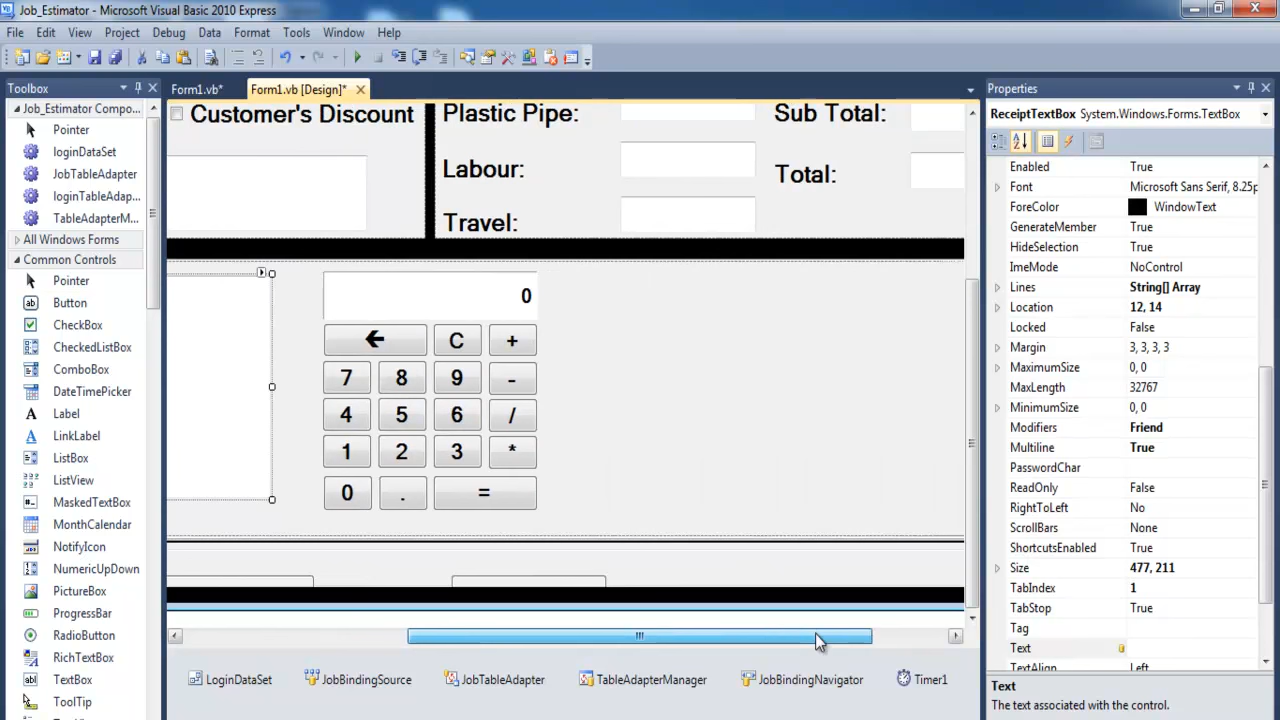 Job_Estimator - Microsoft Visual Basic 2010 Express
File Edit View Project Debug Data Format Tools Window Help
Toolbox
Form1.vb*
Form1.vb [Design]*
Properties
Job_Estimator Compo...
Pointer
loginDataSet
JobTableAdapter
loginTableAdap...
TableAdapterM...
All Windows Forms
Common Controls
Pointer
Button
CheckBox
CheckedListBox
ComboBox
DateTimePicker
Label
LinkLabel
ListBox
ListView
MaskedTextBox
MonthCalendar
NotifyIcon
NumericUpDown
PictureBox
ProgressBar
RadioButton
RichTextBox
TextBox
ToolTip
Customer's Discount
Plastic Pipe:
Sub Total:
Labour:
Total:
Travel:
0
C +
7 8 9 -
4 5 6 /
1 2 3 *
0 . =
LoginDataSet JobBindingSource JobTableAdapter TableAdapterManager JobBindingNavigator Timer1
ReceiptTextBox System.Windows.Forms.TextBox
Enabled True
Font Microsoft Sans Serif, 8.25p
ForeColor WindowText
GenerateMember True
HideSelection True
ImeMode NoControl
Lines String[] Array
Location 12, 14
Locked False
Margin 3, 3, 3, 3
MaximumSize 0, 0
MaxLength 32767
MinimumSize 0, 0
Modifiers Friend
Multiline True
PasswordChar
ReadOnly False
RightToLeft No
ScrollBars None
ShortcutsEnabled True
Size 477, 211
TabIndex 1
TabStop True
Tag
Text
TextAlign Left
Text
The text associated with the control.